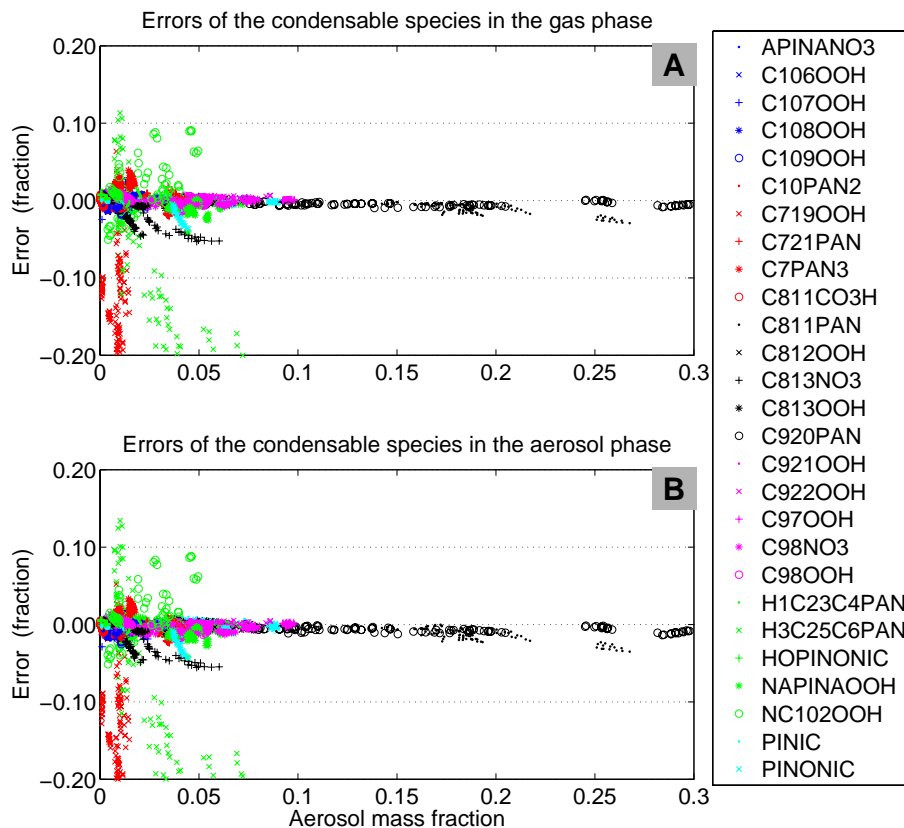 Errors of the condensable species in the gas phase
A
0.20
0.10
0.00
−0.10
−0.20
Error (fraction)
0
0.05
0.1
0.15
0.2
0.25
0.3
Errors of the condensable species in the aerosol phase
B
0.20
0.10
0.00
−0.10
−0.20
Error (fraction)
0
0.05
0.1
0.15
0.2
0.25
0.3
Aerosol mass fraction
APINANO3
C106OOH
C107OOH
C108OOH
C109OOH
C10PAN2
C719OOH
C721PAN
C7PAN3
C811CO3H
C811PAN
C812OOH
C813NO3
C813OOH
C920PAN
C921OOH
C922OOH
C97OOH
C98NO3
C98OOH
H1C23C4PAN
H3C25C6PAN
HOPINONIC
NAPINAOOH
NC102OOH
PINIC
PINONIC